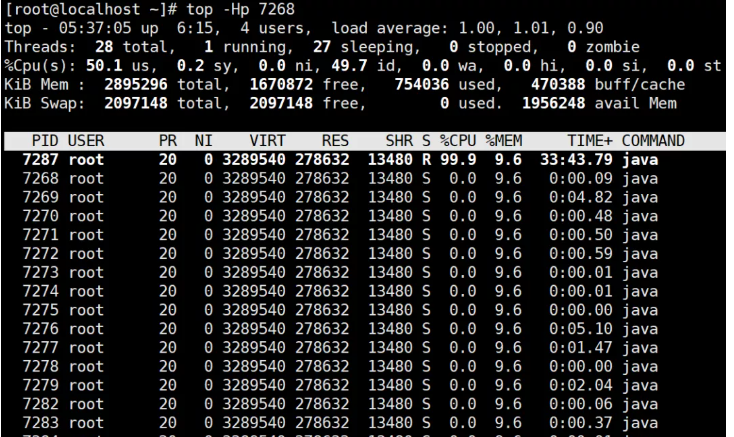 [root@localhost ~]# top -Hp 7268
top - 05:37:05 up  6:15,  4 users,  load average: 1.00, 1.01, 0.90
Threads:  28 total,   1 running,  27 sleeping,   0 stopped,   0 zombie
%Cpu(s): 50.1 us,  0.2 sy,  0.0 ni, 49.7 id,  0.0 wa,  0.0 hi,  0.0 si,  0.0 st
KiB Mem :  2895296 total,  1670872 free,   754036 used,   470388 buff/cache
KiB Swap:  2097148 total,  2097148 free,        0 used.  1956248 avail Mem
PID USER      PR  NI    VIRT    RES    SHR S %CPU %MEM     TIME+ COMMAND
7287 root      20   0 3289540 278632  13480 R 99.9  9.6  33:43.79 java
7268 root      20   0 3289540 278632  13480 S  0.0  9.6   0:00.09 java
7269 root      20   0 3289540 278632  13480 S  0.0  9.6   0:04.82 java
7270 root      20   0 3289540 278632  13480 S  0.0  9.6   0:00.48 java
7271 root      20   0 3289540 278632  13480 S  0.0  9.6   0:00.50 java
7272 root      20   0 3289540 278632  13480 S  0.0  9.6   0:00.59 java
7273 root      20   0 3289540 278632  13480 S  0.0  9.6   0:00.01 java
7274 root      20   0 3289540 278632  13480 S  0.0  9.6   0:00.01 java
7275 root      20   0 3289540 278632  13480 S  0.0  9.6   0:00.00 java
7276 root      20   0 3289540 278632  13480 S  0.0  9.6   0:05.10 java
7277 root      20   0 3289540 278632  13480 S  0.0  9.6   0:01.47 java
7278 root      20   0 3289540 278632  13480 S  0.0  9.6   0:00.00 java
7279 root      20   0 3289540 278632  13480 S  0.0  9.6   0:02.04 java
7282 root      20   0 3289540 278632  13480 S  0.0  9.6   0:00.06 java
7283 root      20   0 3289540 278632  13480 S  0.0  9.6   0:00.37 java